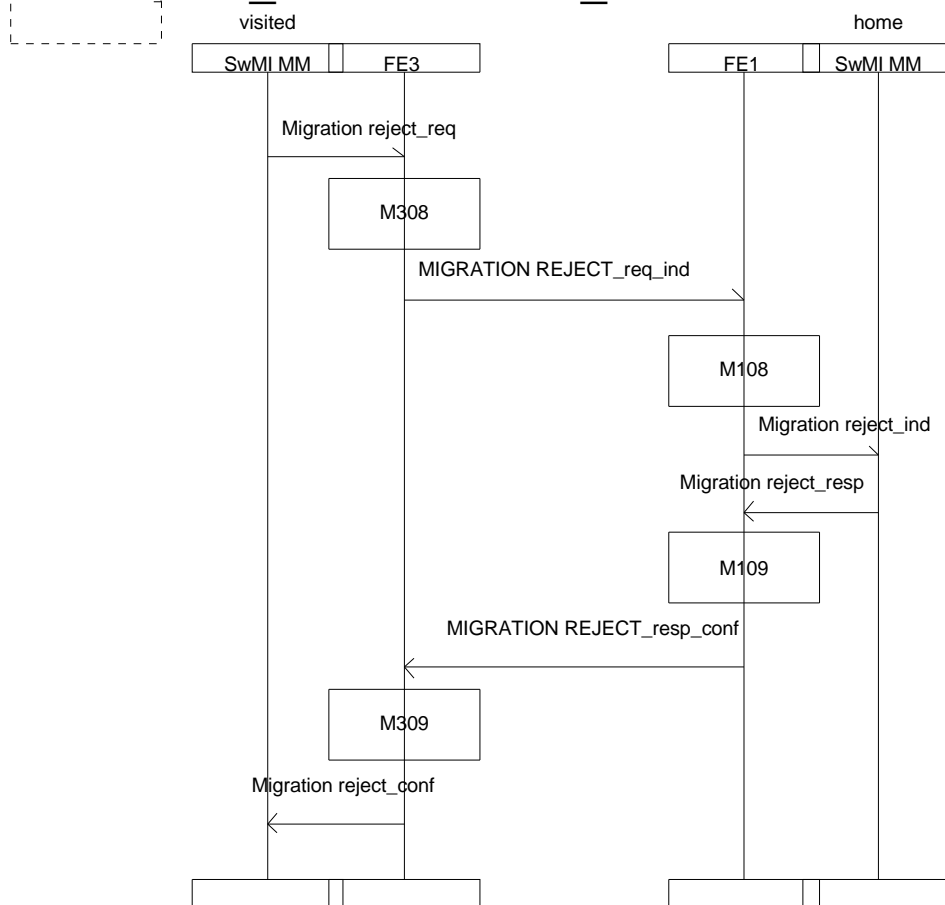 visited home
SwMI MM FE3 FE1 SwMI MM
Migration reject_req
M308
MIGRATION REJECT_req_ind
M108
Migration reject_ind
Migration reject_resp
M109
MIGRATION REJECT_resp_conf
M309
Migration reject_conf